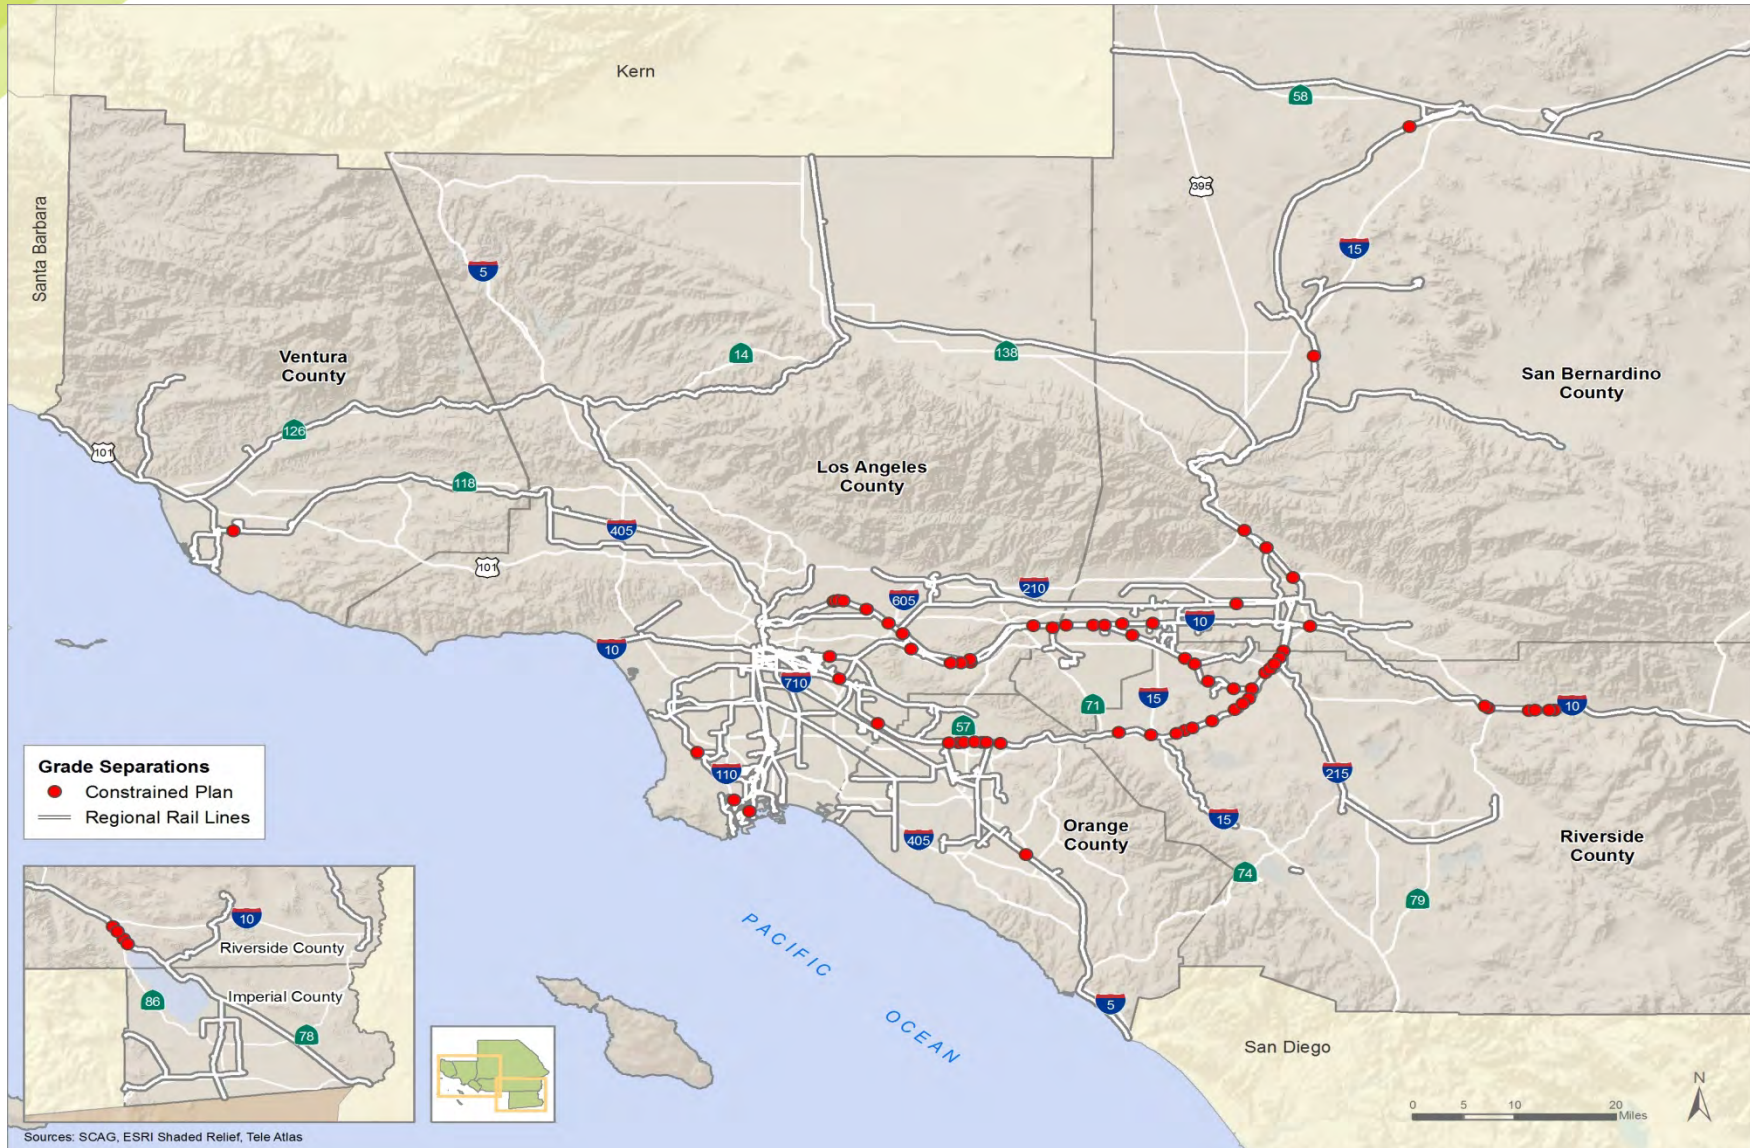 Kern
58
395
Santa Barbara
15
5
14
138
Ventura
County
San Bernardino
County
126
101
Los Angeles
County
118
405
101
210
605
10
10
710
71
15
57
10
110
215
Grade Separations
Constrained Plan
Regional Rail Lines
15
Orange
County
405
Riverside
County
74
79
PACIFIC
OCEAN
10
Riverside County
Imperial County
86
78
5
San Diego
N
0 5 10 20
Miles
Sources: SCAG, ESRI Shaded Relief, Tele Atlas